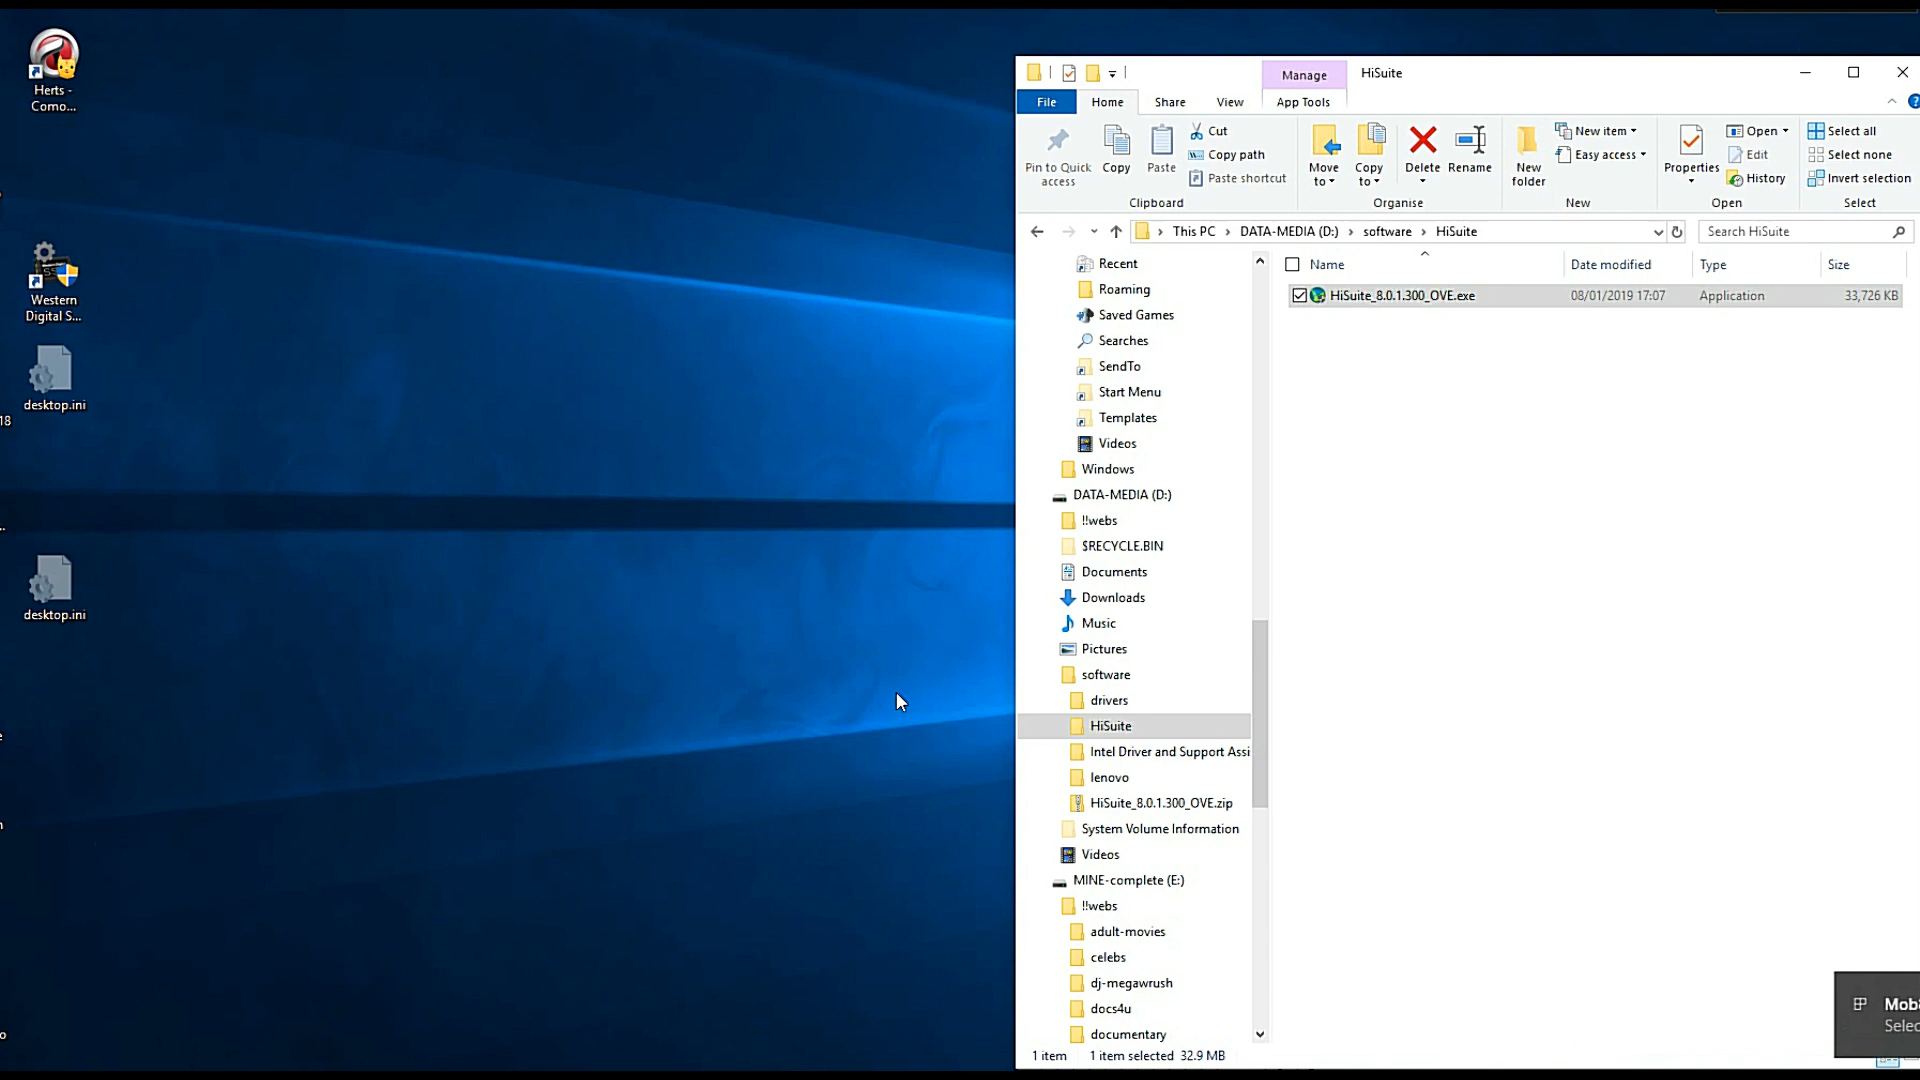 Herts -
Como...
Western
Digital S...
desktop.ini
18
desktop.ini
Manage
HiSuite
File
Home
Share
View
App Tools
Pin to Quick
access
Copy
Paste
Cut
Copy path
Paste shortcut
Clipboard
Move
to
Copy
to
Delete
Rename
Organise
New
folder
New item
Easy access
New
Properties
Open
Edit
History
Open
Select all
Select none
Invert selection
Select
This PC > DATA-MEDIA (D:) > software > HiSuite
Search HiSuite
Name
Date modified
Type
Size
HiSuite_8.0.1.300_OVE.exe
08/01/2019 17:07
Application
33,726 KB
Recent
Roaming
Saved Games
Searches
SendTo
Start Menu
Templates
Videos
Windows
DATA-MEDIA (D:)
!!webs
$RECYCLE.BIN
Documents
Downloads
Music
Pictures
software
drivers
HiSuite
Intel Driver and Support Assi
lenovo
HiSuite_8.0.1.300_OVE.zip
System Volume Information
Videos
MINE-complete (E:)
!!webs
adult-movies
celebs
dj-megawrush
docs4u
documentary
1 item
1 item selected 32.9 MB
Selec